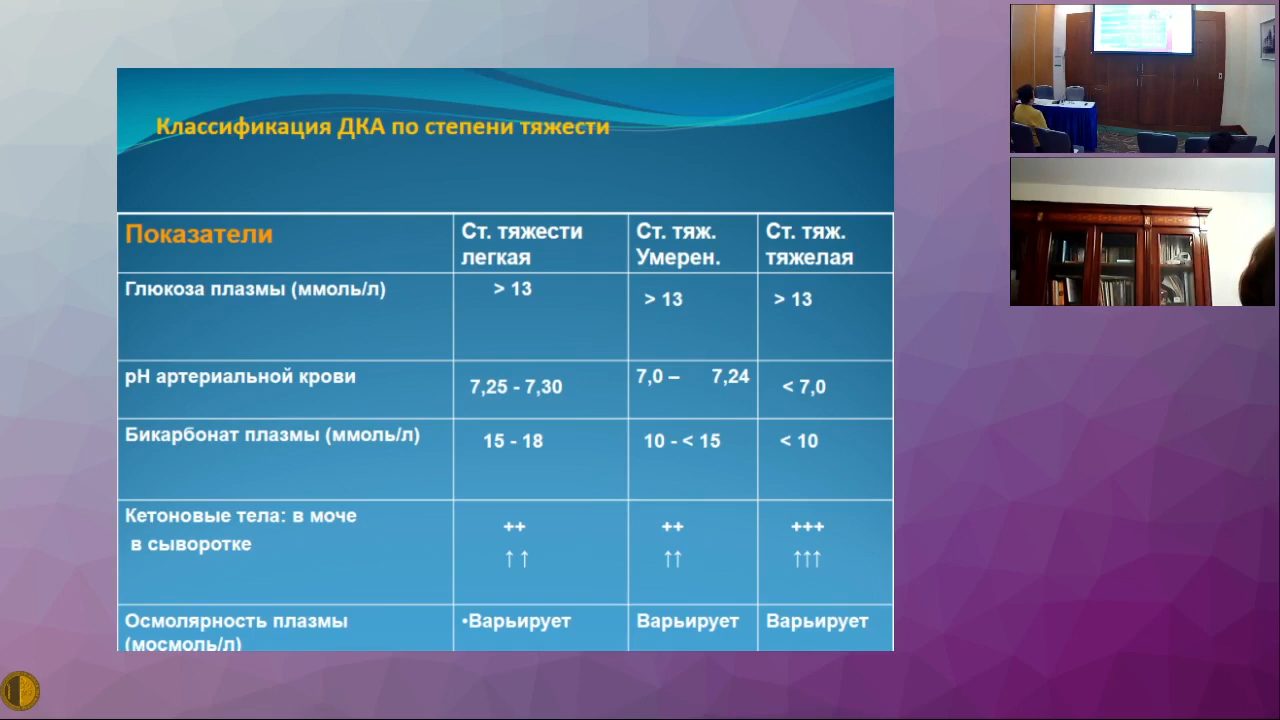 Классификация ДКА по степени тяжести
Показатели
Ст. тяжести
легкая
Ст. тяж.
Умерен.
Ст. тяж.
тяжелая
Глюкоза плазмы (ммоль/л)
> 13
> 13
> 13
рН артериальной крови
7,25 - 7,30
7,0 – 7,24
< 7,0
Бикарбонат плазмы (ммоль/л)
15 - 18
10 - < 15
< 10
Кетоновые тела: в моче
в сыворотке
++
↑ ↑
++
↑↑
+++
↑↑↑
Осмолярность плазмы
(мосмоль/л)
•Варьирует
Варьирует
Варьирует